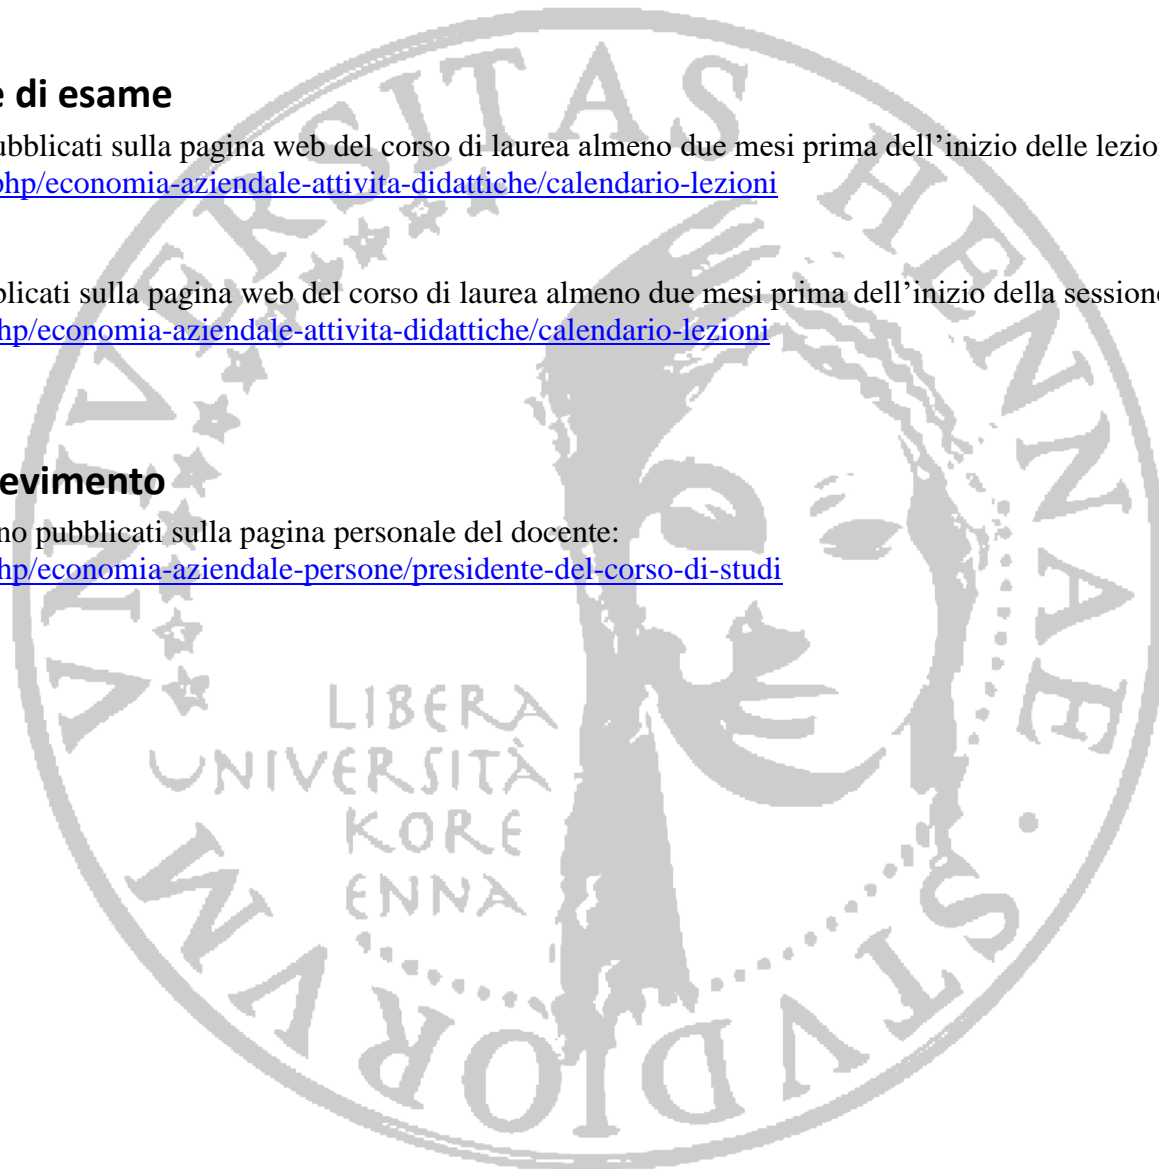 e di esame
ubblicati sulla pagina web del corso di laurea almeno due mesi prima dell’inizio delle lezio
php/economia-aziendale-attivita-didattiche/calendario-lezioni
blicati sulla pagina web del corso di laurea almeno due mesi prima dell’inizio della session
hp/economia-aziendale-attivita-didattiche/calendario-lezioni
evimento
no pubblicati sulla pagina personale del docente:
hp/economia-aziendale-persone/presidente-del-corso-di-studi
VNIVERSITAS HENNAE · STVDIORVM
LIBERA
UNIVERSITÀ
KORE
ENNA